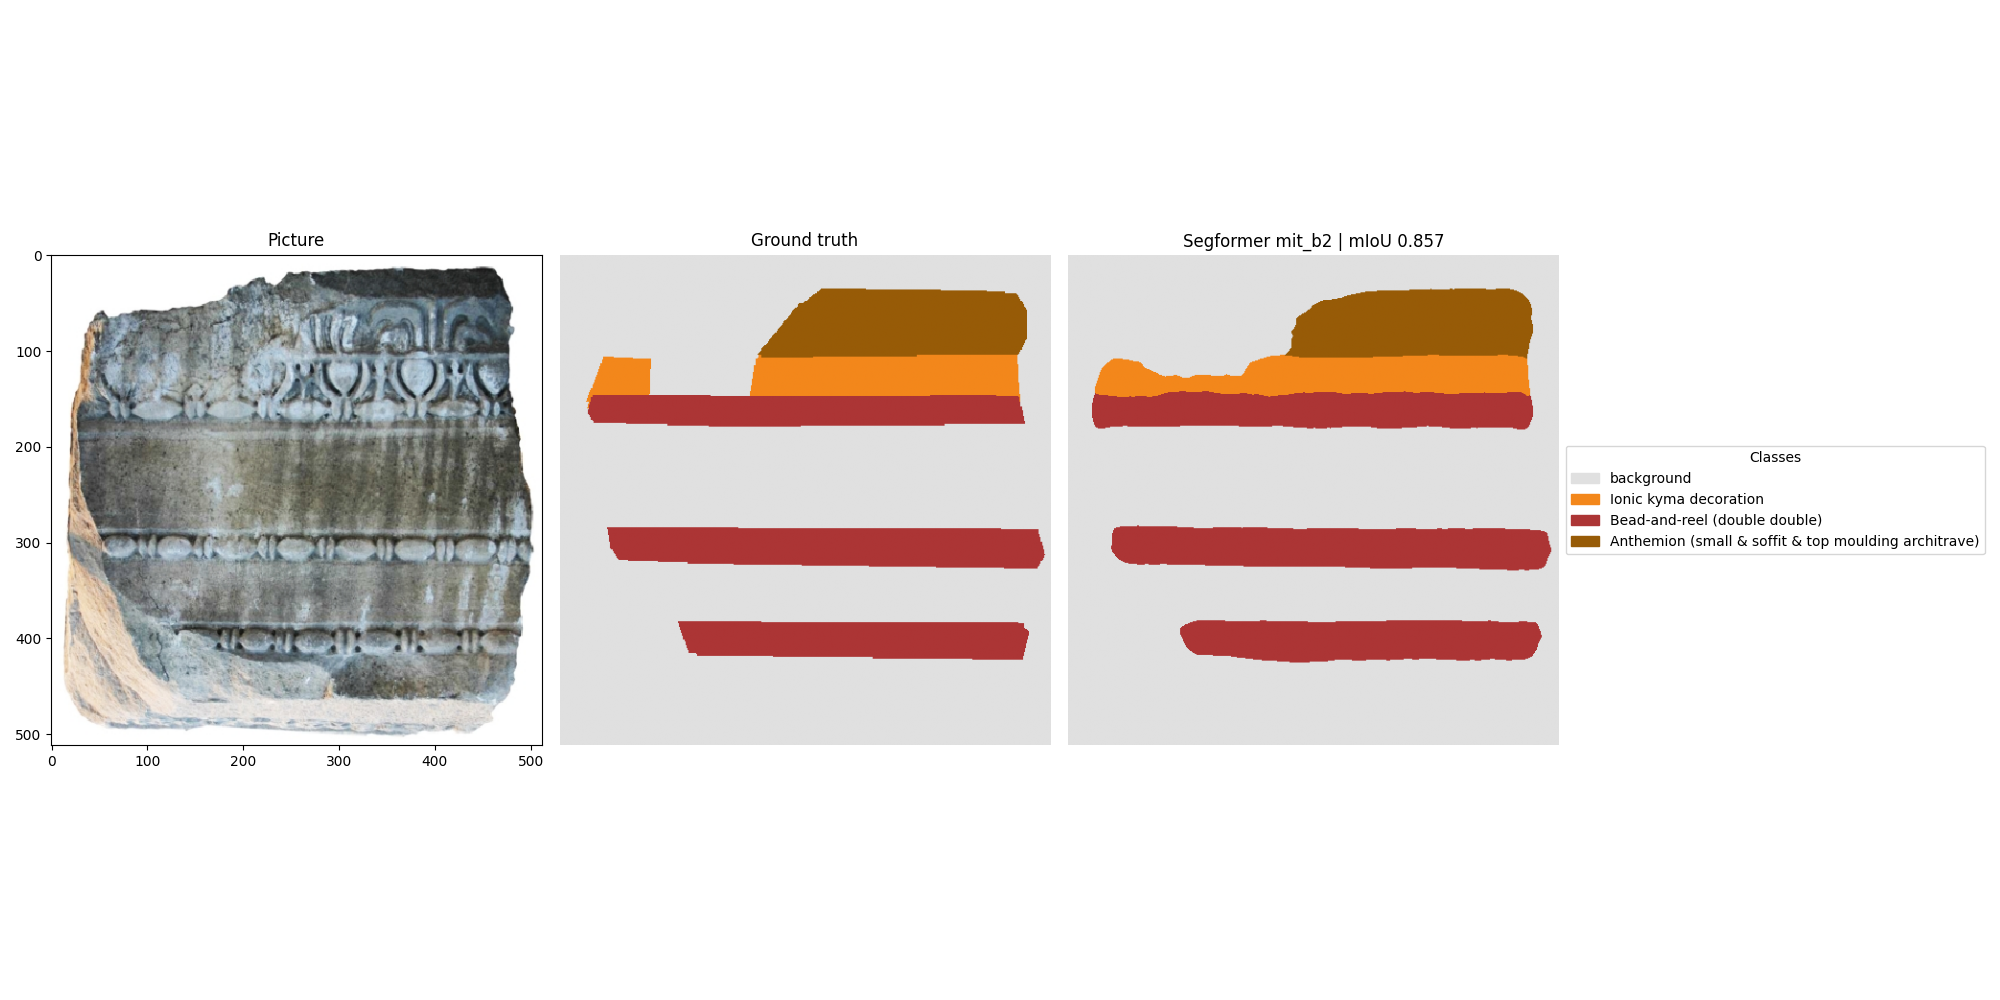 Picture
Ground truth
Segformer mit_b2 | mIoU 0.857
0
100
200
300
400
500
0
100
200
300
400
500
Classes
background
Ionic kyma decoration
Bead-and-reel (double double)
Anthemion (small & soffit & top moulding architrave)